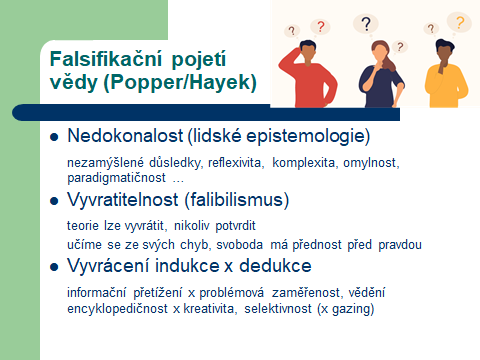 Falsifikační pojetí
vědy (Popper/Hayek)
? ? ? ? ? ?
Nedokonalost (lidské epistemologie)
nezamýšlené důsledky, reflexivita, komplexita, omylnost,
paradigmatičnost ...
Vyvratitelnost (falibilismus)
teorie lze vyvrátit, nikoliv potvrdit
učíme se ze svých chyb, svoboda má přednost před pravdou
Vyvrácení indukce x dedukce
informační přetížení x problémová zaměřenost, vědění
encyklopedičnost x kreativita, selektivnost (x gazing)